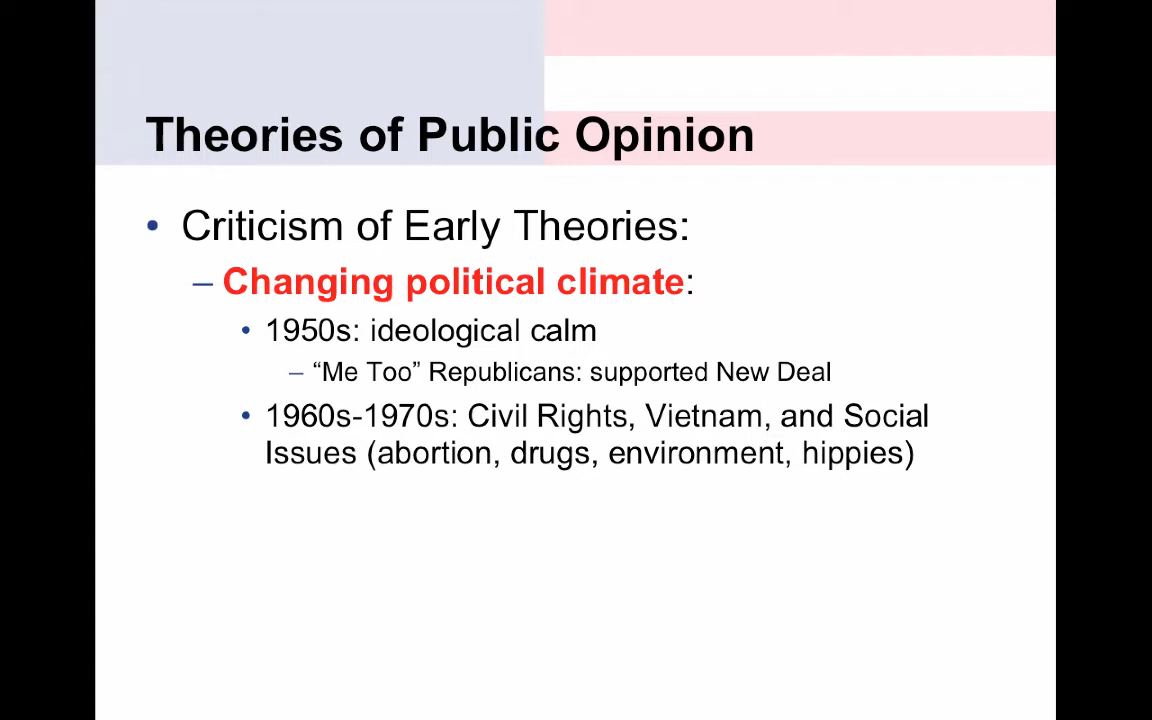 Theories of Public Opinion
• Criticism of Early Theories:
– Changing political climate:
• 1950s: ideological calm
– “Me Too” Republicans: supported New Deal
• 1960s-1970s: Civil Rights, Vietnam, and Social
Issues (abortion, drugs, environment, hippies)